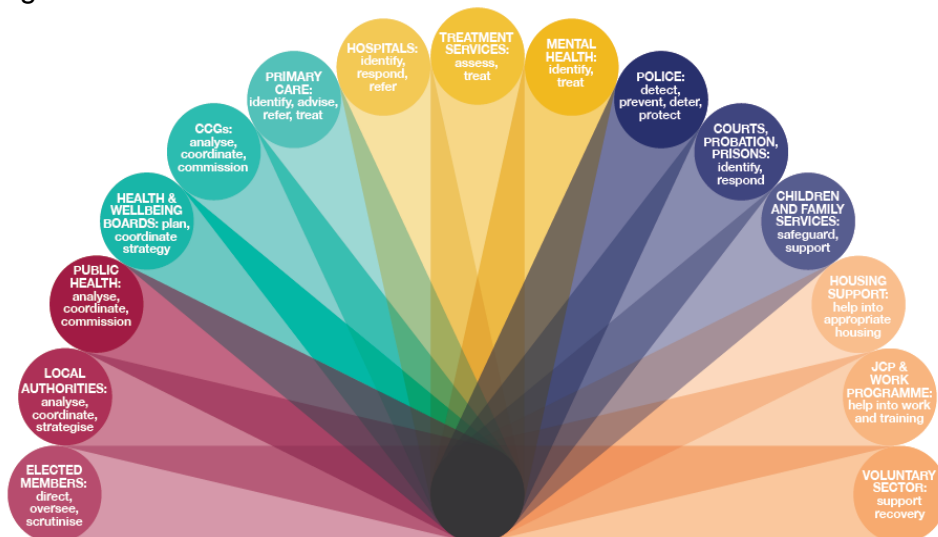 HOSPITALS:
identify,
respond,
refer
TREATMENT
SERVICES:
assess,
treat
MENTAL
HEALTH:
identify,
treat
PRIMARY
CARE:
identify, advise,
refer, treat
POLICE:
detect,
prevent, deter,
protect
CCGs:
analyse,
coordinate,
commission
COURTS,
PROBATION,
PRISONS:
identify,
respond
HEALTH &
WELLBEING
BOARDS: plan,
coordinate
strategy
CHILDREN
AND FAMILY
SERVICES:
safeguard,
support
PUBLIC
HEALTH:
analyse,
coordinate,
commission
HOUSING
SUPPORT:
help into
appropriate
housing
LOCAL
AUTHORITIES:
analyse,
coordinate,
strategise
JCP &
WORK
PROGRAMME:
help into work
and training
ELECTED
MEMBERS:
direct,
oversee,
scrutinise
VOLUNTARY
SECTOR:
support
recovery